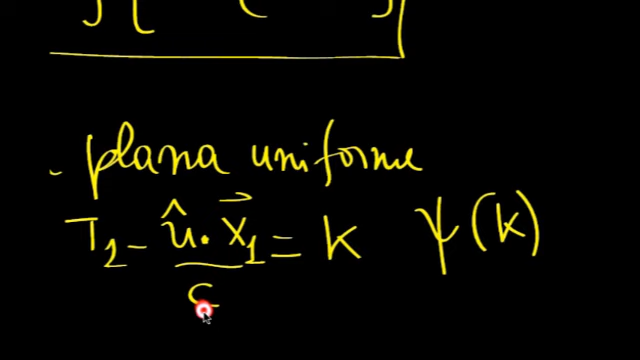 - plana uniforme
T₂ - û · X⃗₁ / c = k ψ(k)